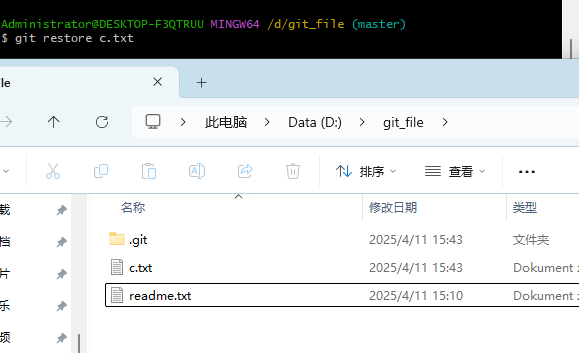 Administrator@DESKTOP-F3QTRUU MINGW64 /d/git_file (master)
$ git restore c.txt
ile
此电脑 Data (D:) git_file
排序 查看
名称 修改日期 类型
载
.git 2025/4/11 15:43 文件夹
档
c.txt 2025/4/11 15:43 Dokument z
片
readme.txt 2025/4/11 15:10 Dokument z
乐
频